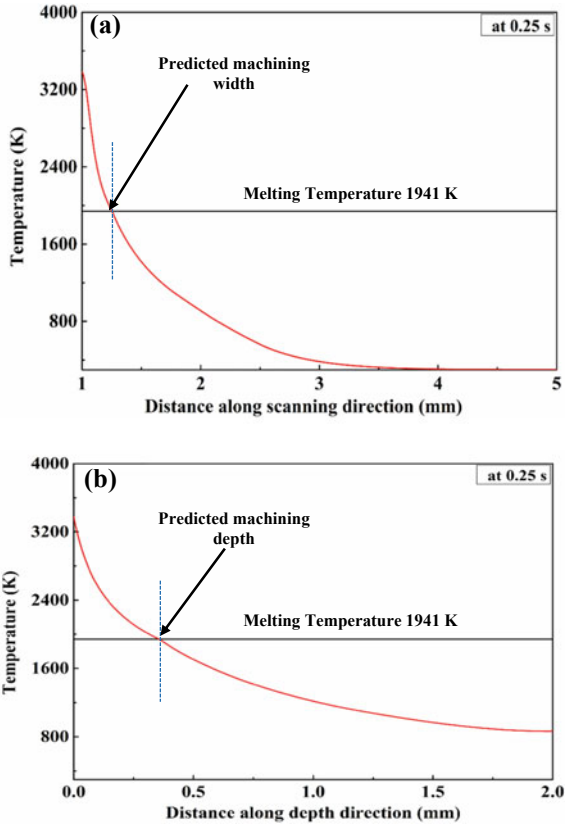 (a)
at 0.25 s
Predicted machining
width
Melting Temperature 1941 K
Temperature (K)
4000
3200
2400
1600
800
1 2 3 4 5
Distance along scanning direction (mm)
(b)
at 0.25 s
Predicted machining
depth
Melting Temperature 1941 K
Temperature (K)
4000
3200
2400
1600
800
0.0 0.5 1.0 1.5 2.0
Distance along depth direction (mm)